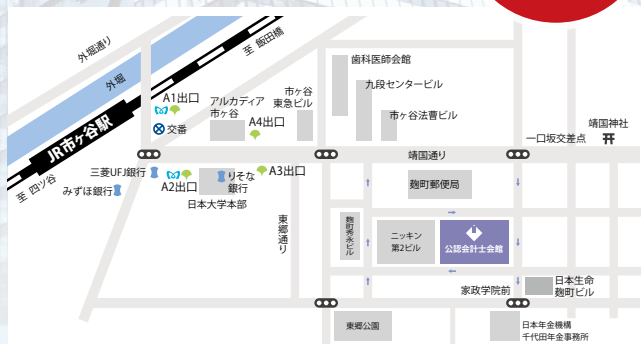 外堀通り
至 飯田橋
外堀
JR市ヶ谷駅
至 四ツ谷
A1出口
交番
アルカディア
市ヶ谷
A4出口
市ヶ谷
東急ビル
歯科医師会館
九段センタービル
市ヶ谷法曹ビル
靖国神社
一口坂交差点
靖国通り
三菱UFJ銀行
みずほ銀行
A2出口
りそな
銀行
A3出口
日本大学本部
東郷通り
麹町秀永ビル
麹町郵便局
ニッキン
第2ビル
公認会計士会館
家政学院前
日本生命
麹町ビル
東郷公園
日本年金機構
千代田年金事務所